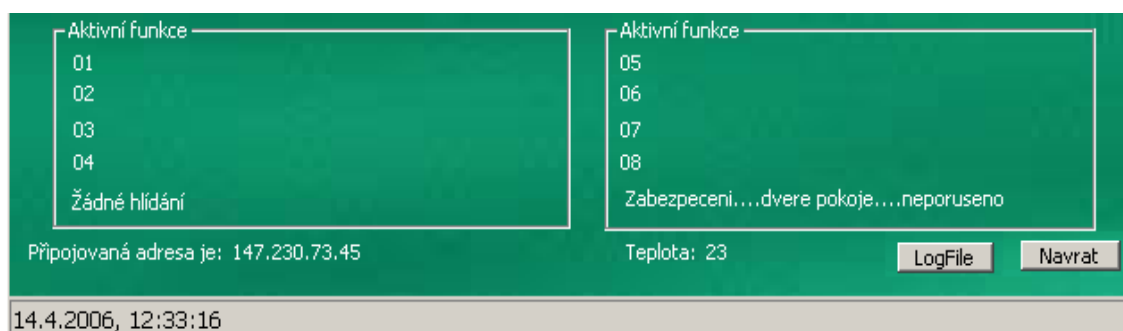 Aktivní funkce
01
02
03
04
Žádné hlídání
Aktivní funkce
05
06
07
08
Zabezpeceni....dvere pokoje....neporuseno
Připojovaná adresa je: 147.230.73.45
Teplota: 23
LogFile
Navrat
14.4.2006, 12:33:16